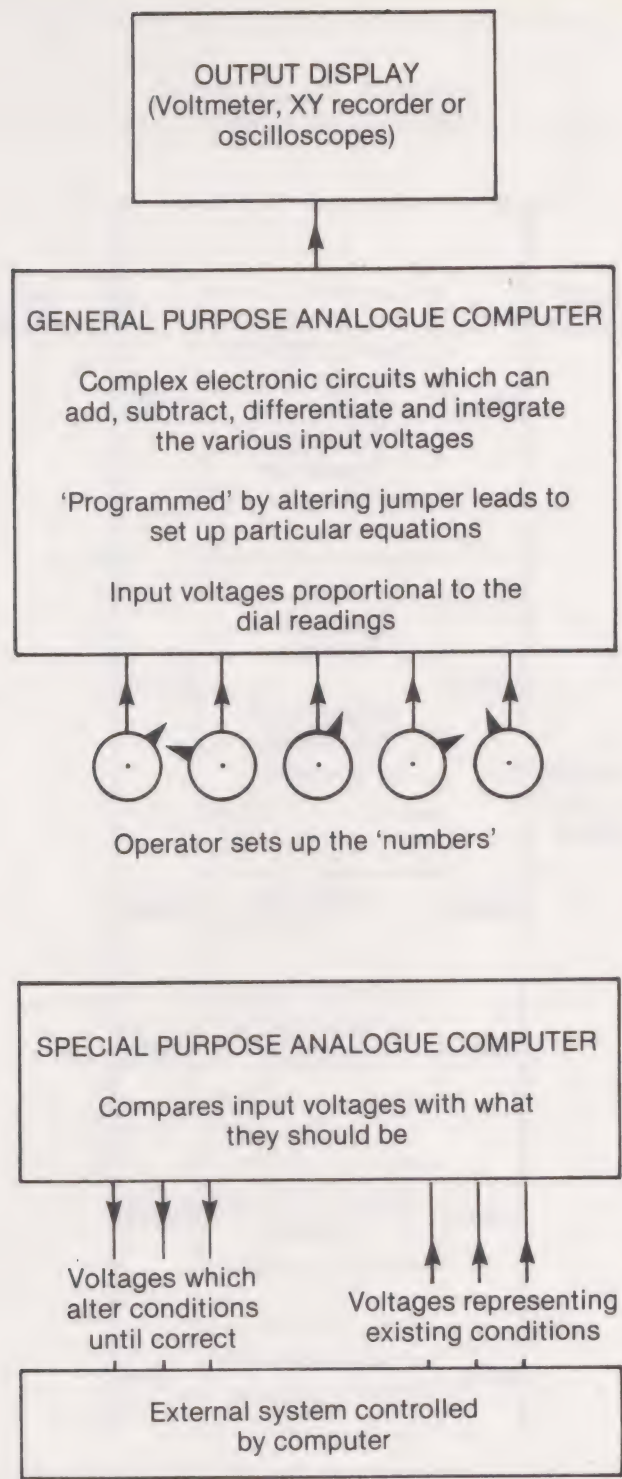 OUTPUT DISPLAY
(Voltmeter, XY recorder or
oscilloscopes)
GENERAL PURPOSE ANALOGUE COMPUTER
Complex electronic circuits which can
add, subtract, differentiate and integrate
the various input voltages
‘Programmed’ by altering jumper leads to
set up particular equations
Input voltages proportional to the
dial readings
Operator sets up the ‘numbers’
SPECIAL PURPOSE ANALOGUE COMPUTER
Compares input voltages with what
they should be
Voltages which
alter conditions
until correct
Voltages representing
existing conditions
External system controlled
by computer